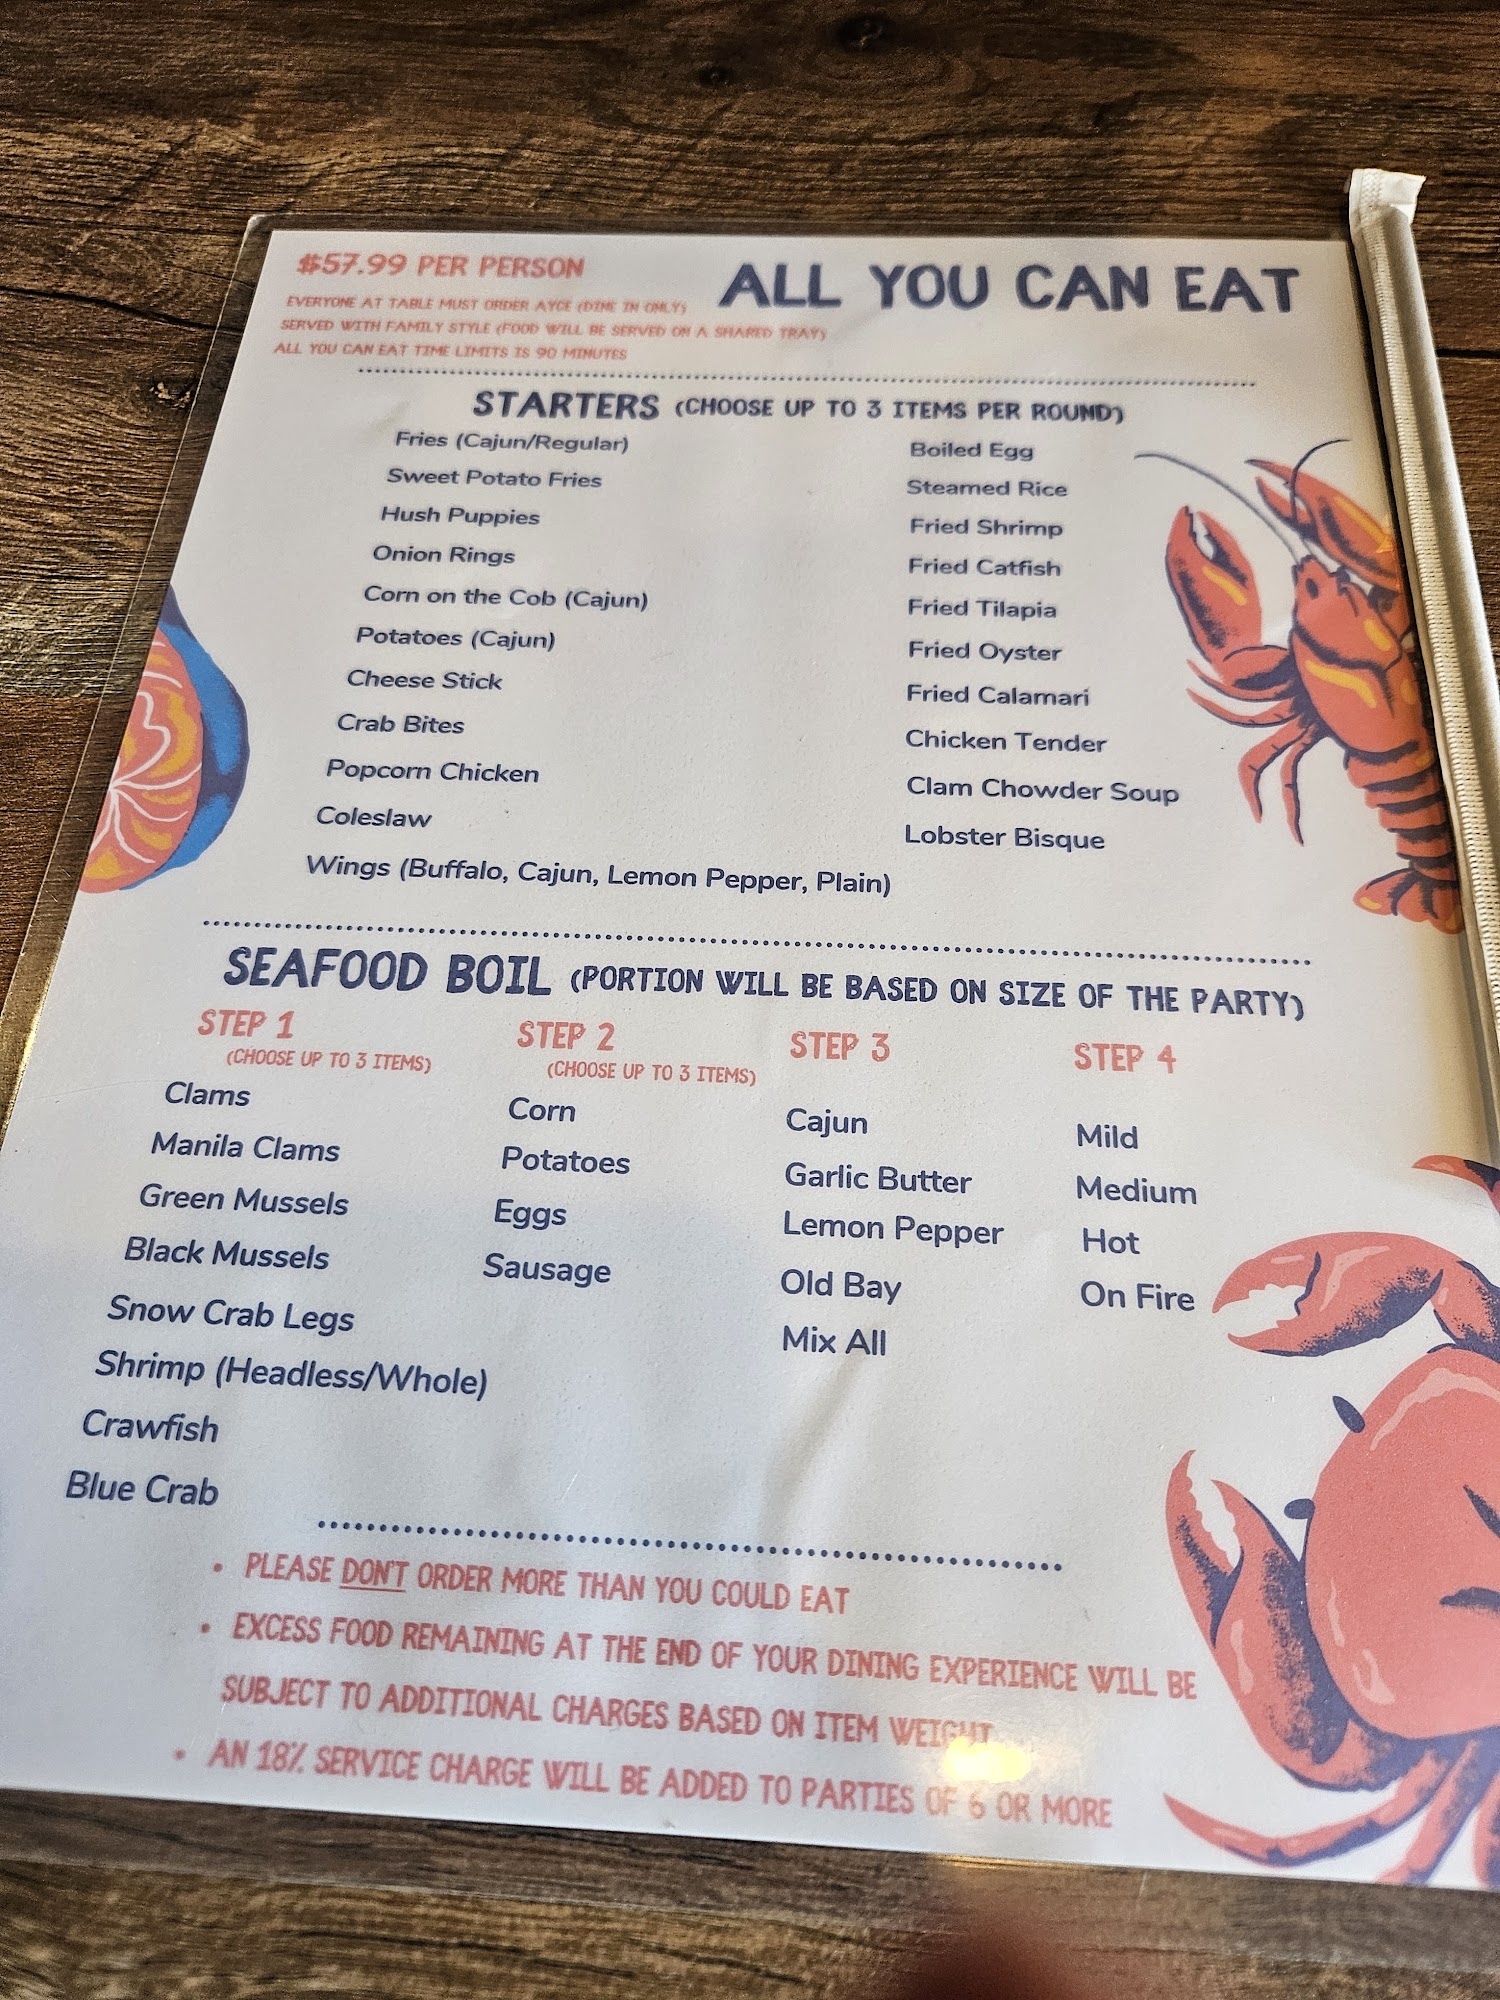 $57.99 PER PERSON
ALL YOU CAN EAT
EVERYONE AT TABLE MUST ORDER AYCE (DINE IN ONLY)
SERVED WITH FAMILY STYLE (FOOD WILL BE SERVED ON A SHARED TRAY)
ALL YOU CAN EAT TIME LIMITS IS 90 MINUTES
STARTERS (CHOOSE UP TO 3 ITEMS PER ROUND)
Fries (Cajun/Regular)
Sweet Potato Fries
Hush Puppies
Onion Rings
Corn on the Cob (Cajun)
Potatoes (Cajun)
Cheese Stick
Crab Bites
Popcorn Chicken
Coleslaw
Wings (Buffalo, Cajun, Lemon Pepper, Plain)
Boiled Egg
Steamed Rice
Fried Shrimp
Fried Catfish
Fried Tilapia
Fried Oyster
Fried Calamari
Chicken Tender
Clam Chowder Soup
Lobster Bisque
SEAFOOD BOIL (PORTION WILL BE BASED ON SIZE OF THE PARTY)
STEP 1
(CHOOSE UP TO 3 ITEMS)
Clams
Manila Clams
Green Mussels
Black Mussels
Snow Crab Legs
Shrimp (Headless/Whole)
Crawfish
Blue Crab
STEP 2
(CHOOSE UP TO 3 ITEMS)
Corn
Potatoes
Eggs
Sausage
STEP 3
Cajun
Garlic Butter
Lemon Pepper
Old Bay
Mix All
STEP 4
Mild
Medium
Hot
On Fire
• PLEASE DON'T ORDER MORE THAN YOU COULD EAT
• EXCESS FOOD REMAINING AT THE END OF YOUR DINING EXPERIENCE WILL BE
SUBJECT TO ADDITIONAL CHARGES BASED ON ITEM WEIGHT
• AN 18% SERVICE CHARGE WILL BE ADDED TO PARTIES OF 6 OR MORE